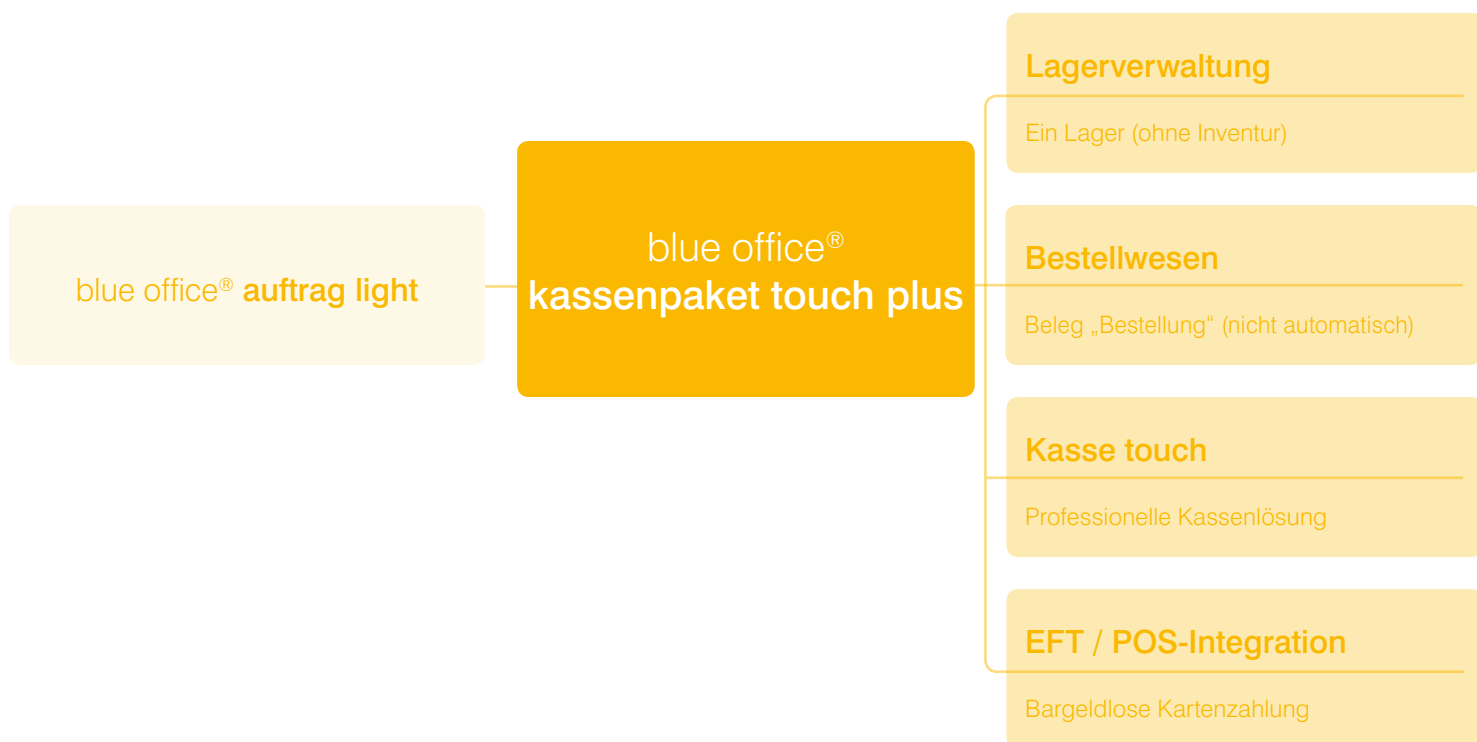 blue office® auftrag light
blue office®
kassenpaket touch plus
Lagerverwaltung
Ein Lager (ohne Inventur)
Bestellwesen
Beleg „Bestellung“ (nicht automatisch)
Kasse touch
Professionelle Kassenlösung
EFT / POS-Integration
Bargeldlose Kartenzahlung